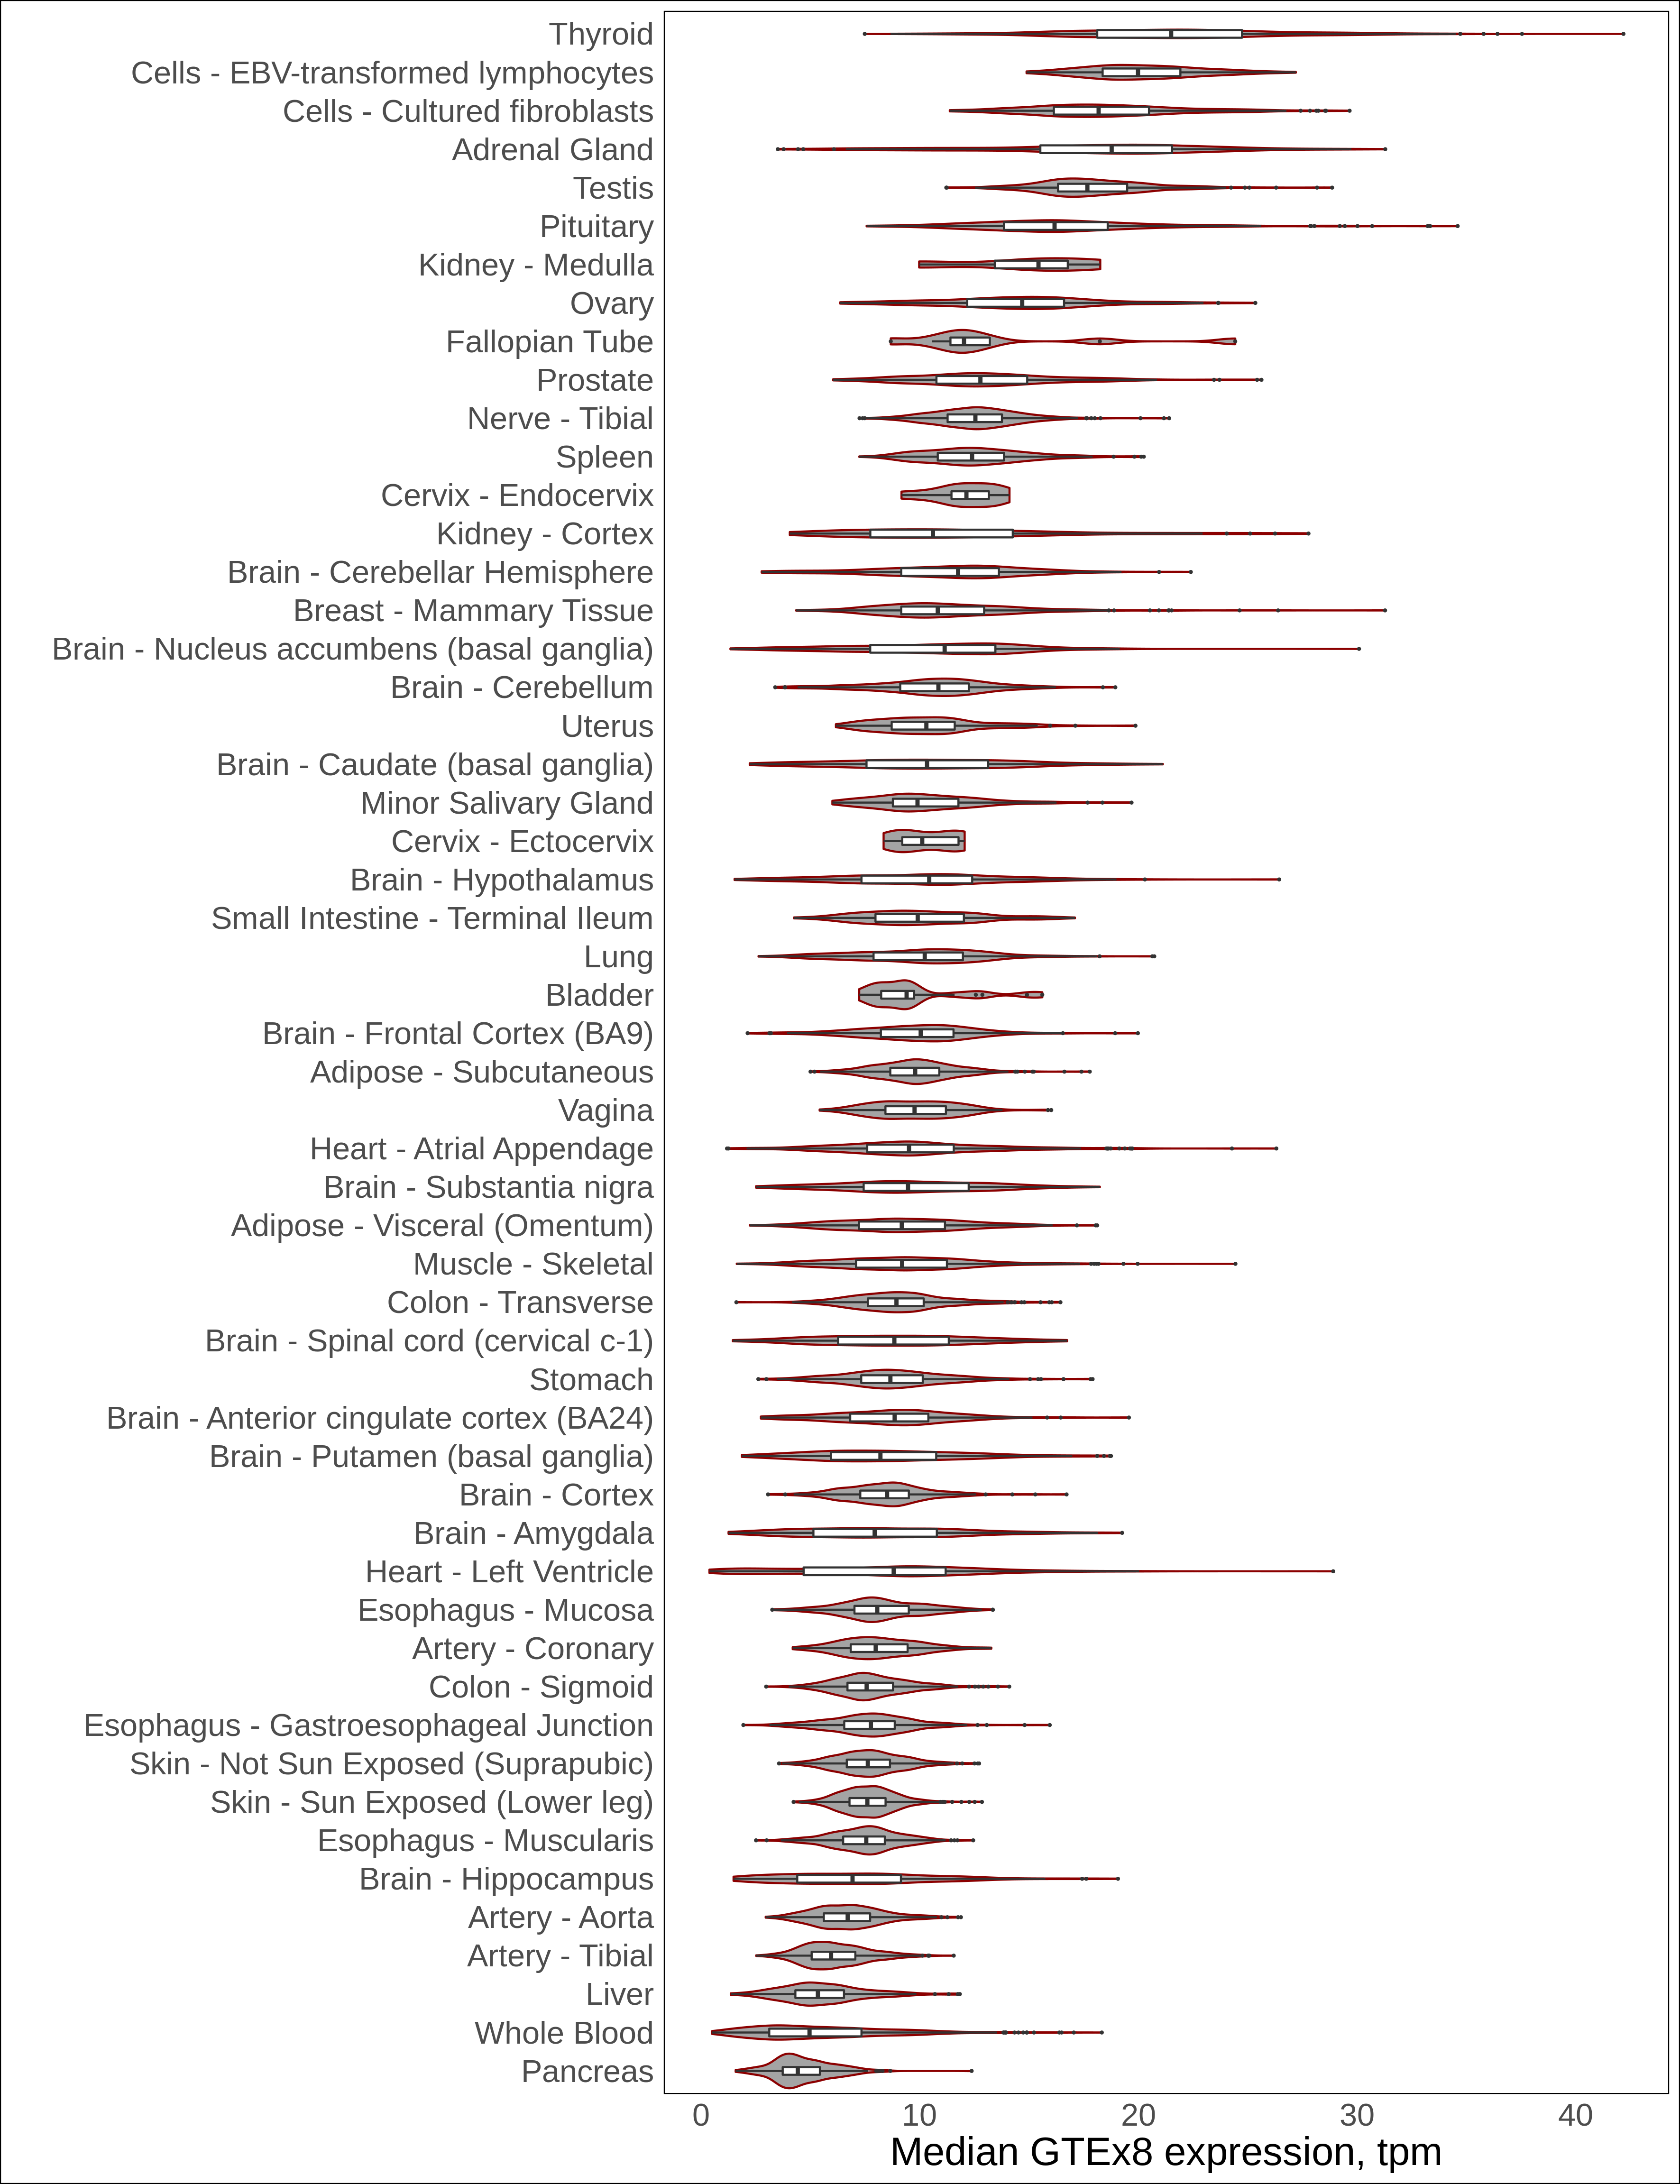 Thyroid
Cells - EBV-transformed lymphocytes
Cells - Cultured fibroblasts
Adrenal Gland
Testis
Pituitary
Kidney - Medulla
Ovary
Fallopian Tube
Prostate
Nerve - Tibial
Spleen
Cervix - Endocervix
Kidney - Cortex
Brain - Cerebellar Hemisphere
Breast - Mammary Tissue
Brain - Nucleus accumbens (basal ganglia)
Brain - Cerebellum
Uterus
Brain - Caudate (basal ganglia)
Minor Salivary Gland
Cervix - Ectocervix
Brain - Hypothalamus
Small Intestine - Terminal Ileum
Lung
Bladder
Brain - Frontal Cortex (BA9)
Adipose - Subcutaneous
Vagina
Heart - Atrial Appendage
Brain - Substantia nigra
Adipose - Visceral (Omentum)
Muscle - Skeletal
Colon - Transverse
Brain - Spinal cord (cervical c-1)
Stomach
Brain - Anterior cingulate cortex (BA24)
Brain - Putamen (basal ganglia)
Brain - Cortex
Brain - Amygdala
Heart - Left Ventricle
Esophagus - Mucosa
Artery - Coronary
Colon - Sigmoid
Esophagus - Gastroesophageal Junction
Skin - Not Sun Exposed (Suprapubic)
Skin - Sun Exposed (Lower leg)
Esophagus - Muscularis
Brain - Hippocampus
Artery - Aorta
Artery - Tibial
Liver
Whole Blood
Pancreas
0 10 20 30 40
Median GTEx8 expression, tpm